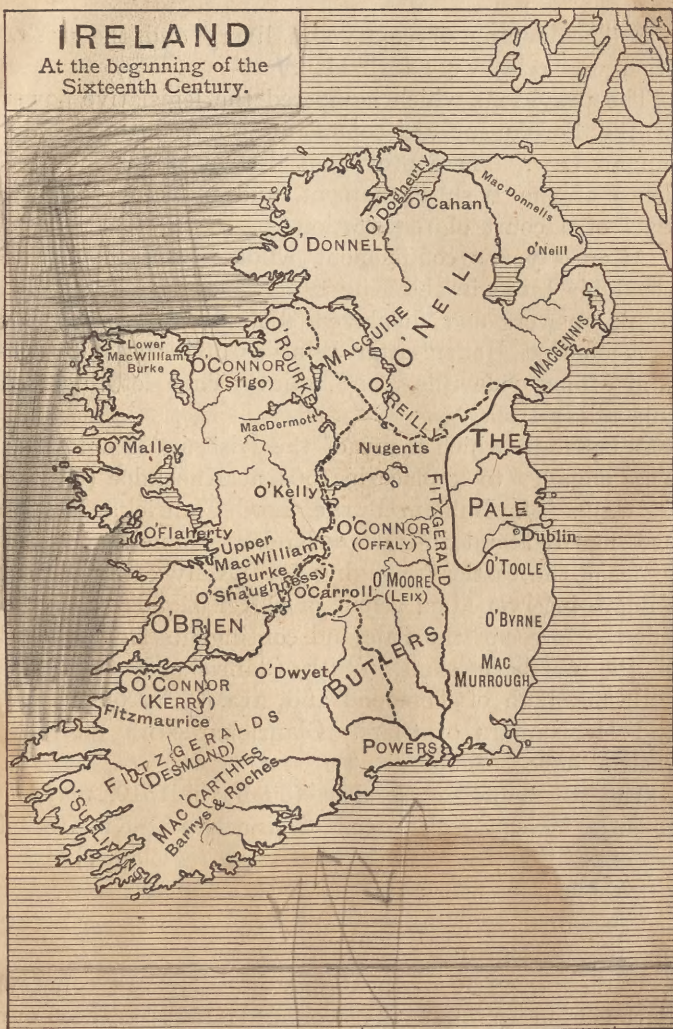 IRELAND
At the beginning of the
Sixteenth Century.
O'Dogherty
O'Cahan
Mac Donnells
O'Neill
O'DONNELL
O'NEILL
MACGENNIS
MACGUIRE
O'ROURKE
O'REILLY
Lower
MacWilliam
Burke
O'CONNOR
(Sligo)
MacDermott
O'Malley
Nugents
THE
PALE
FITZGERALD
O'Kelly
O'Flaherty
O'CONNOR
(OFFALY)
Dublin
Upper
MacWilliam
Burke
O'Shaughnessy
O'Carroll
O'MOORE
(LEIX)
O'TOOLE
O'BRIEN
O'BYRNE
O'Dwyet
BUTLERS
MAC
MURROUGH
O'CONNOR
(KERRY)
Fitzmaurice
FITZGERALDS
(DESMOND)
POWERS
MAC CARTHIES
Barrys & Roches